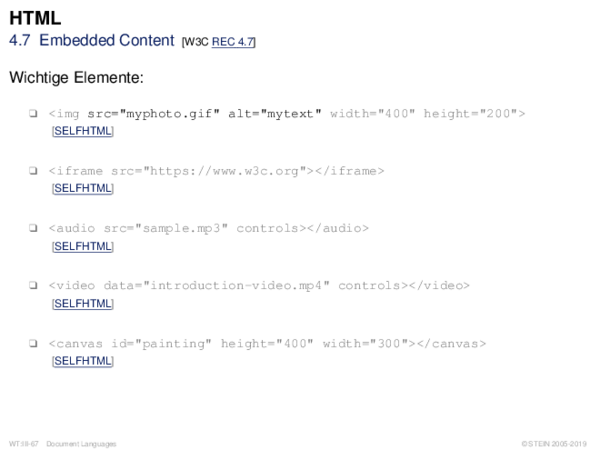 HTML
4.7 Embedded Content [W3C REC 4.7]
Wichtige Elemente:
❑ <img src="myphoto.gif" alt="mytext" width="400" height="200">
[SELFHTML]
❑ <iframe src="https://www.w3c.org"></iframe>
[SELFHTML]
❑ <audio src="sample.mp3" controls></audio>
[SELFHTML]
❑ <video data="introduction-video.mp4" controls></video>
[SELFHTML]
❑ <canvas id="painting" height="400" width="300"></canvas>
[SELFHTML]
WT:III-67 Document Languages © STEIN 2005-2019